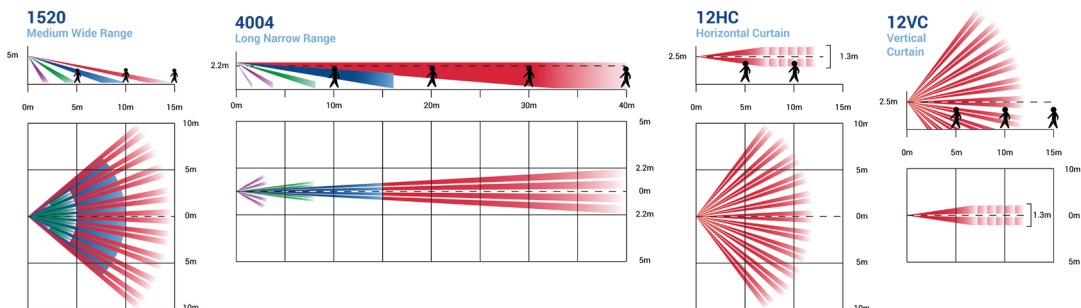 1520
Medium Wide Range
5m
0m
5m
10m
15m
10m
5m
0m
5m
10m
4004
Long Narrow Range
2.2m
0m
10m
20m
30m
40m
5m
2.2m
0m
2.2m
5m
12HC
Horizontal Curtain
2.5m
1.3m
0m
5m
10m
15m
10m
5m
0m
5m
10m
12VC
Vertical
Curtain
2.5m
0m
5m
10m
15m
10m
0m
1.3m
5m